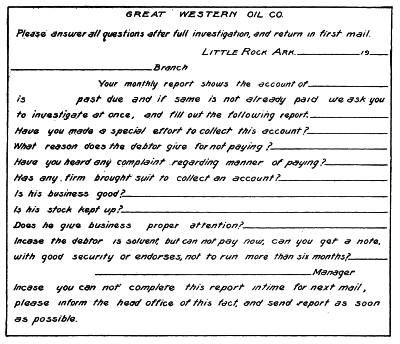 GREAT WESTERN OIL CO.
Please answer all questions after full investigation, and return in first mail.
LITTLE ROCK ARK. 19
Branch
Your monthly report shows the account of
is past due and if same is not already paid we ask you
to investigate at once, and fill out the following report.
Have you made a special effort to collect this account?
What reason does the debtor give for not paying?
Have you heard any complaint regarding manner of paying?
Has any firm brought suit to collect an account?
Is his business good?
Is his stock kept up?
Does he give business proper attention?
Incase the debtor is solvent, but can not pay now, can you get a note,
with good security or endorses, not to run more than six months?
Manager
Incase you can not complere this report intime for next mail,
please inform the head office of this fact, and send report as soon
as possible.